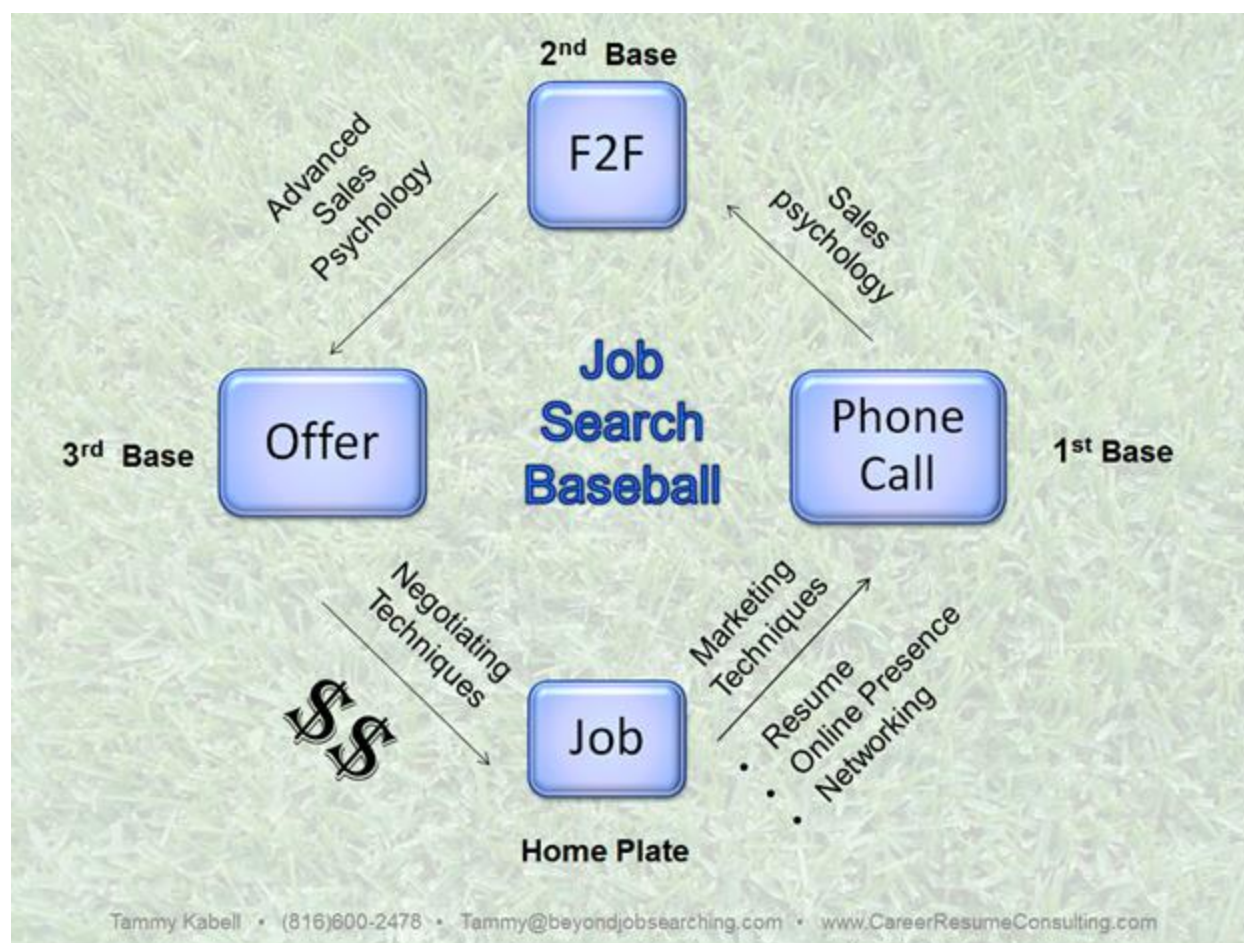 2nd Base
F2F
Advanced
Sales
Psychology
Sales
psychology
Job
Search
Baseball
3rd Base
Offer
Phone
Call
1st Base
Negotiating
Techniques
$$
Marketing
Techniques
• Resume
• Online Presence
• Networking
Job
Home Plate
Tammy Kabell • (816)600-2478 • Tammy@beyondjobsearching.com • www.CareerResumeConsulting.com